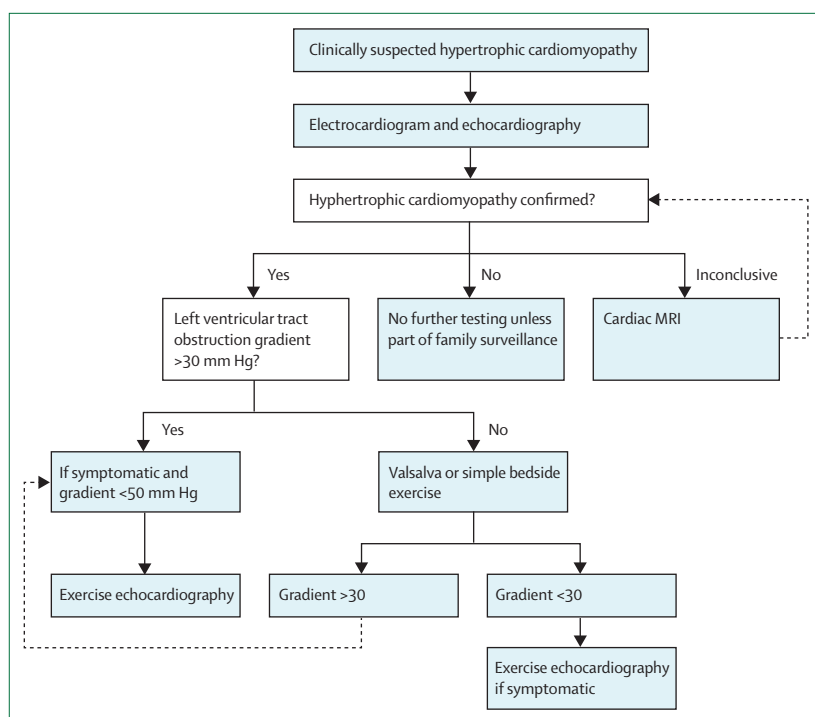 Clinically suspected hypertrophic cardiomyopathy
Electrocardiogram and echocardiography
Hyphertrophic cardiomyopathy confirmed?
Yes
No
Inconclusive
Left ventricular tract
obstruction gradient
>30 mm Hg?
No further testing unless
part of family surveillance
Cardiac MRI
Yes
No
If symptomatic and
gradient <50 mm Hg
Valsalva or simple bedside
exercise
Exercise echocardiography
Gradient >30
Gradient <30
Exercise echocardiography
if symptomatic